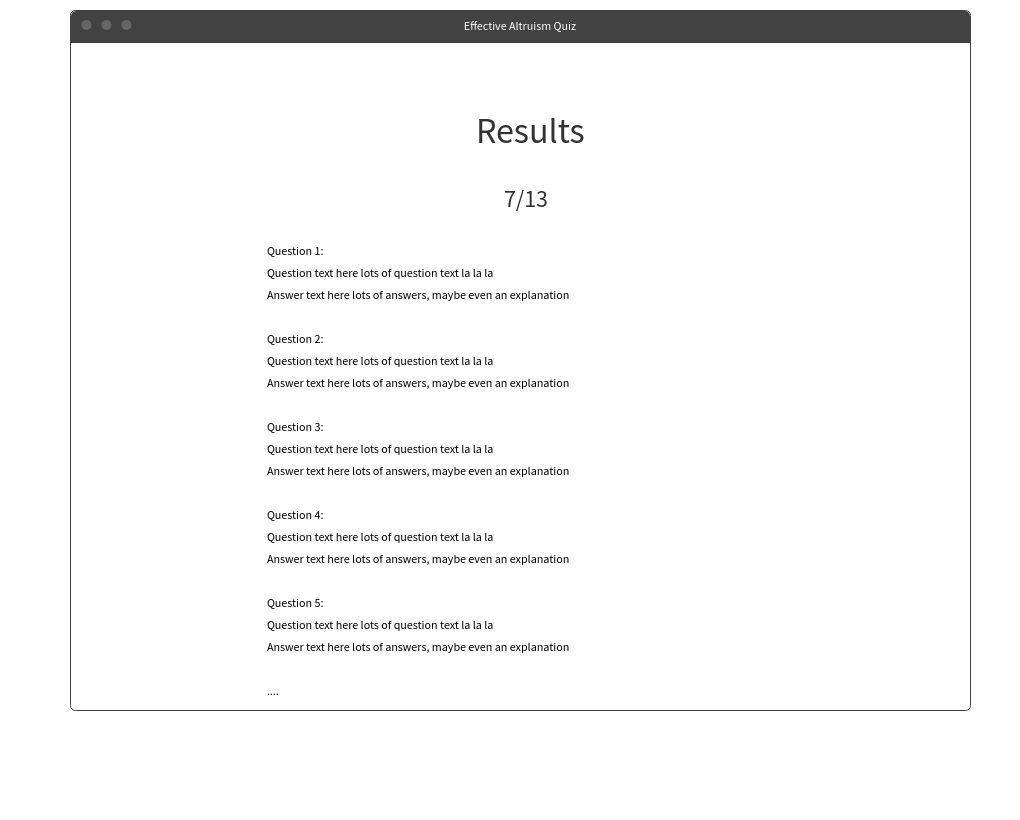 Effective Altruism Quiz
Results
7/13
Question 1:
Question text here lots of question text la la la
Answer text here lots of answers, maybe even an explanation
Question 2:
Question text here lots of question text la la la
Answer text here lots of answers, maybe even an explanation
Question 3:
Question text here lots of question text la la la
Answer text here lots of answers, maybe even an explanation
Question 4:
Question text here lots of question text la la la
Answer text here lots of answers, maybe even an explanation
Question 5:
Question text here lots of question text la la la
Answer text here lots of answers, maybe even an explanation
....